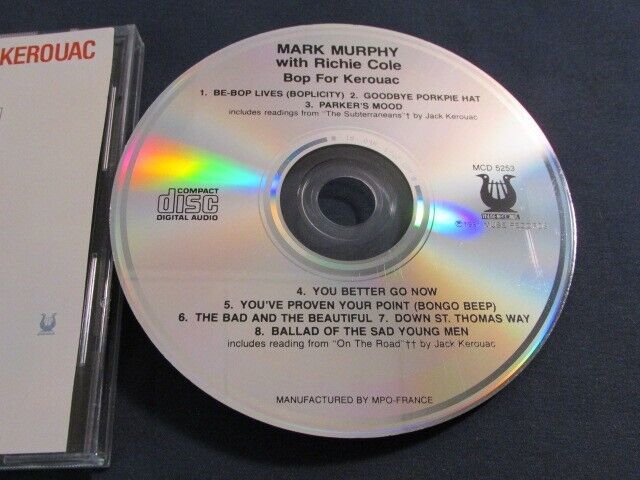 KEROUAC
MARK MURPHY
with Richie Cole
Bop For Kerouac
1. BE-BOP LIVES (BOPLICITY) 2. GOODBYE PORKPIE HAT
3. PARKER'S MOOD
includes readings from "The Subterraneans"† by Jack Kerouac
MCD 5253
COMPACT
disc
DIGITAL AUDIO
MUSE RECORDS
4. YOU BETTER GO NOW
5. YOU'VE PROVEN YOUR POINT (BONGO BEEP)
6. THE BAD AND THE BEAUTIFUL 7. DOWN ST. THOMAS WAY
8. BALLAD OF THE SAD YOUNG MEN
includes reading from "On The Road"†† by Jack Kerouac
MANUFACTURED BY MPO-FRANCE